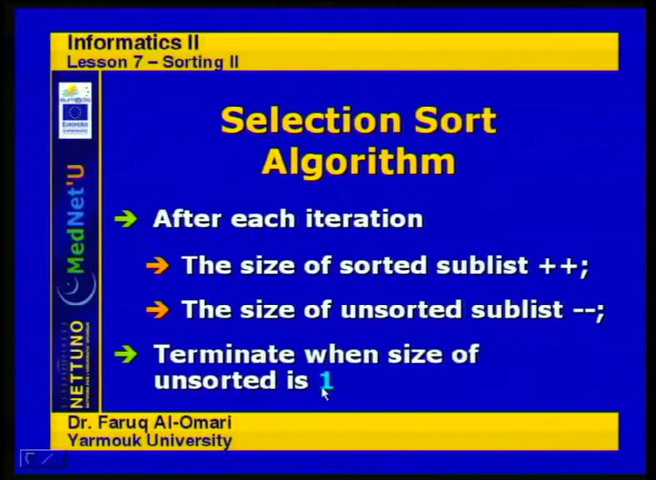 Informatics II
Lesson 7 – Sorting II
Selection Sort
Algorithm
After each iteration
The size of sorted sublist ++;
The size of unsorted sublist --;
Terminate when size of
unsorted is 1
MedNet'U
NETTUNO
Dr. Faruq Al-Omari
Yarmouk University